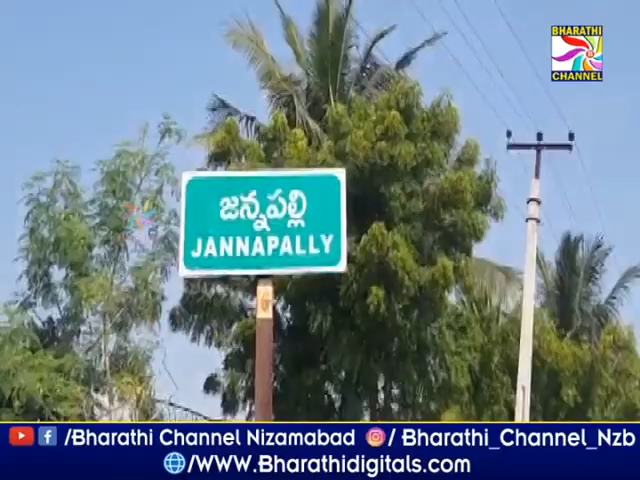 BHARATHI
CHANNEL
జన్నపల్లి
JANNAPALLY
/Bharathi Channel Nizamabad /Bharathi_Channel_Nzb
/WWW.Bharathidigitals.com